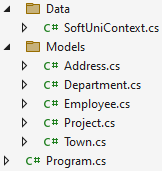 Data
C# SoftUniContext.cs
Models
C# Address.cs
C# Department.cs
C# Employee.cs
C# Project.cs
C# Town.cs
C# Program.cs